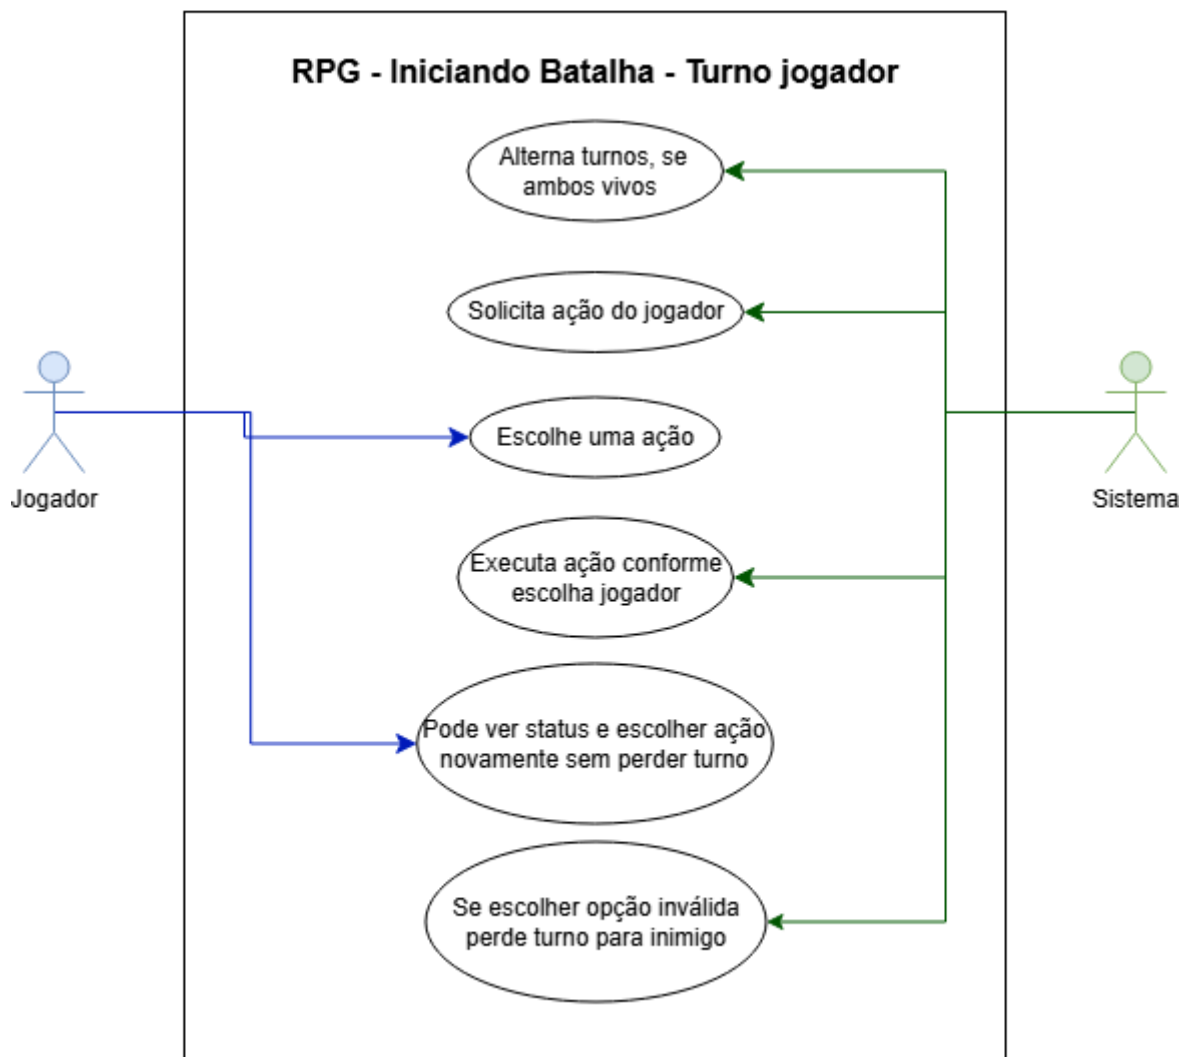 RPG - Iniciando Batalha - Turno jogador
Alterna turnos, se
ambos vivos
Solicita ação do jogador
Escolhe uma ação
Jogador
Sistema
Executa ação conforme
escolha jogador
Pode ver status e escolher ação
novamente sem perder turno
Se escolher opção inválida
perde turno para inimigo